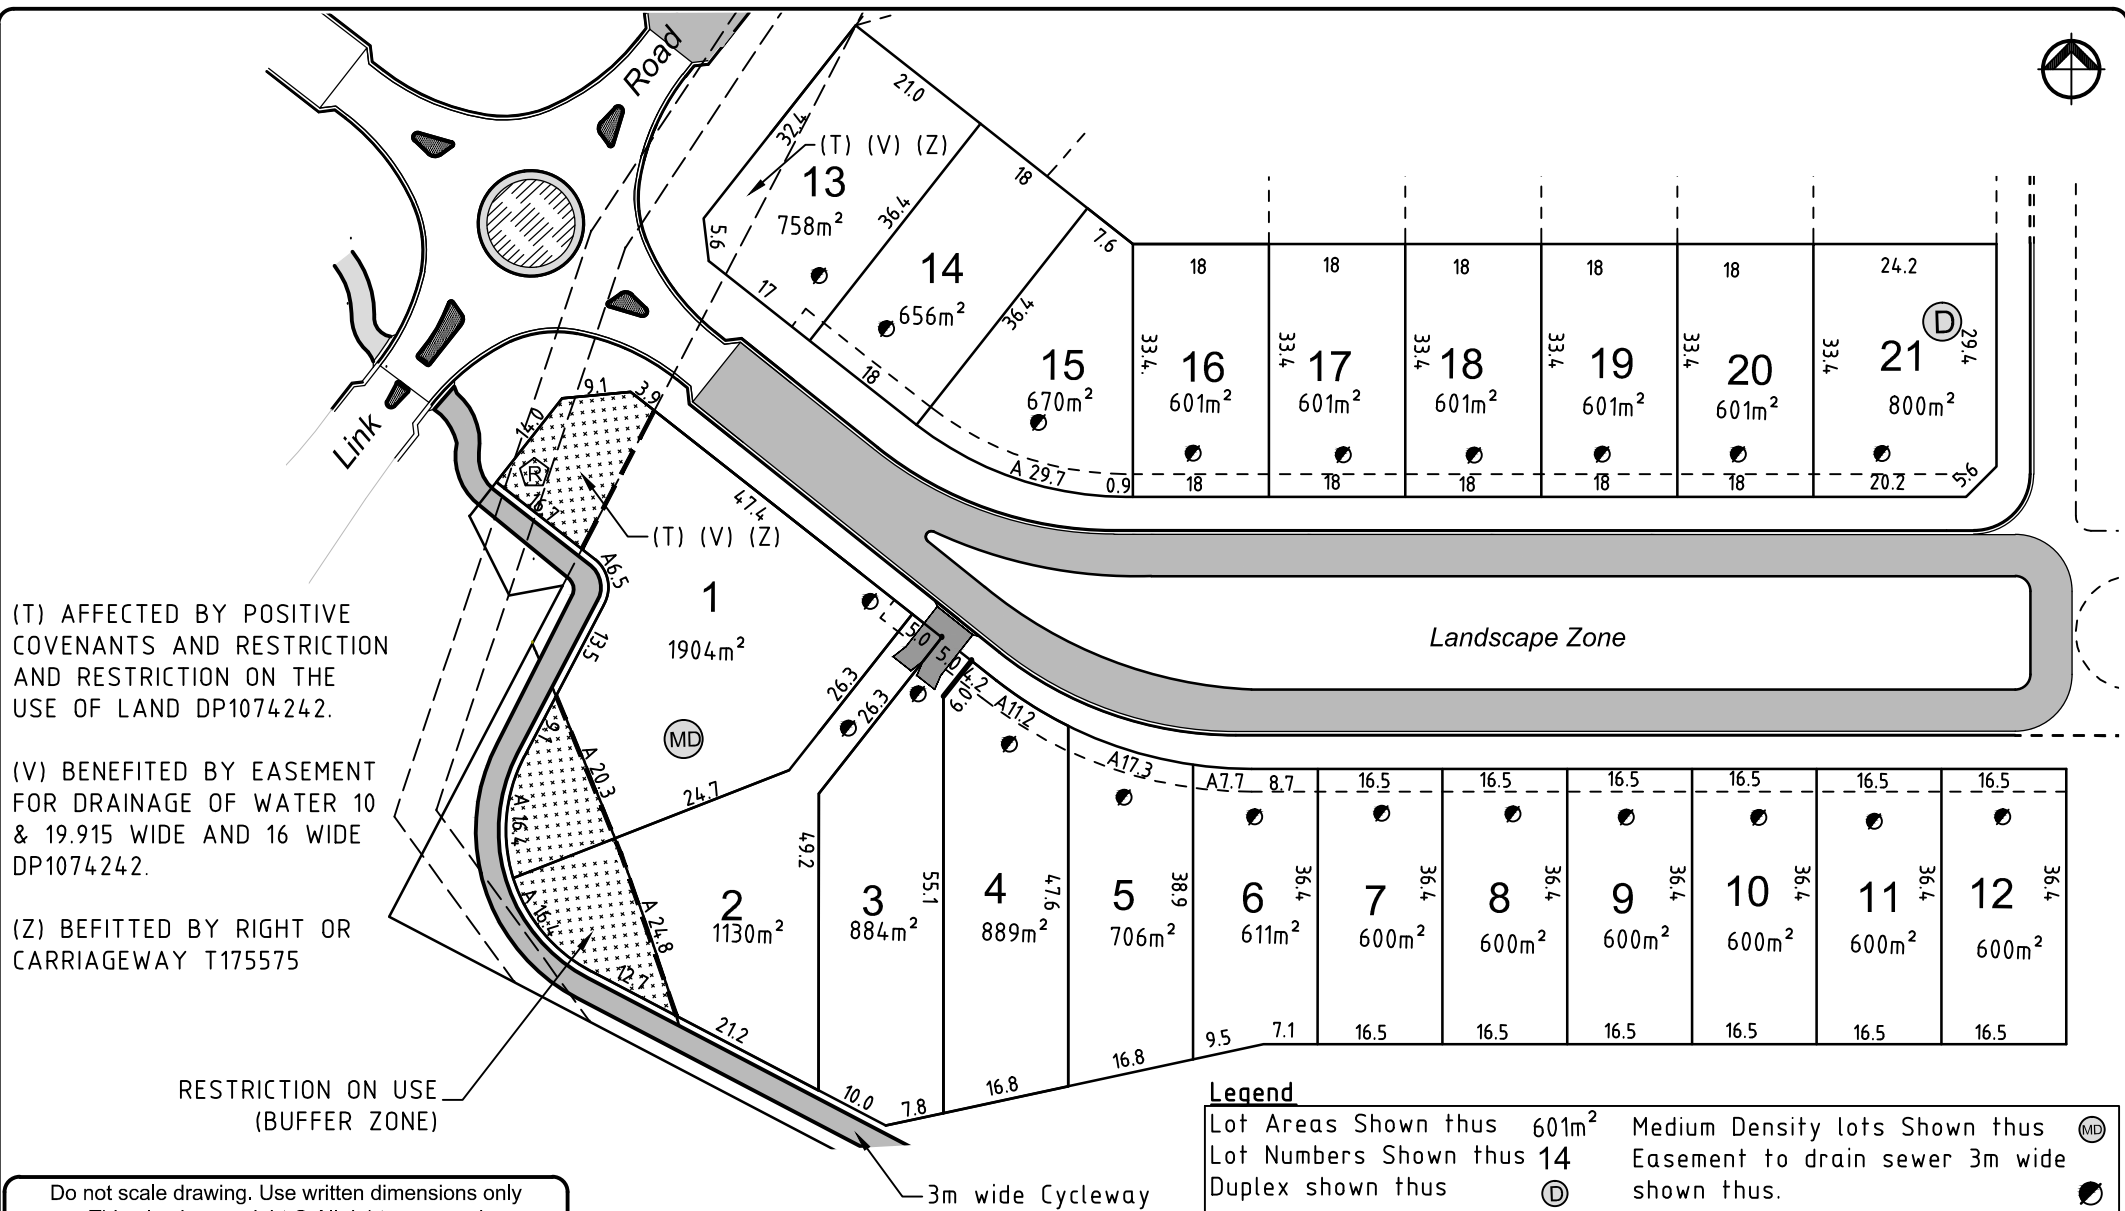 Road
Link
21.0
32.4
(T) (V) (Z)
13
758m²
5.6
17
36.4
18
14
656m²
18
36.4
7.6
15
670m²
A 29.7
0.9
33.4.
18
16
601m²
18
33.4
18
17
601m²
18
33.4
18
18
601m²
18
33.4
18
19
601m²
18
33.4
18
20
601m²
18
33.4
24.2
D
29.4
21
800m²
20.2
5.6
9.1
3.9
14.0
R
16.7
47.4
(T) (V) (Z)
A6.5
13.5
1
1904m²
MD
5.0
5.0
26.3
26.3
4.2
6.09
A11.2
A17.3
A7.7
8.7
9.7
A 20.3
A 16.4
24.7
A 16.4
A 24.8
12.7
21.2
2
1130m²
49.2
3
884m²
55.1
10.0
7.8
4
889m²
47.6
16.8
5
706m²
38.9
16.8
6
611m²
36.4
9.5
7.1
16.5
7
600m²
36.4
16.5
16.5
8
600m²
36.4
16.5
16.5
9
600m²
36.4
16.5
16.5
10
600m²
36.4
16.5
16.5
11
600m²
36.4
16.5
16.5
12
600m²
36.4
16.5
Landscape Zone
(T) AFFECTED BY POSITIVE
COVENANTS AND RESTRICTION
AND RESTRICTION ON THE
USE OF LAND DP1074242.
(V) BENEFITED BY EASEMENT
FOR DRAINAGE OF WATER 10
& 19.915 WIDE AND 16 WIDE
DP1074242.
(Z) BEFITTED BY RIGHT OR
CARRIAGEWAY T175575
RESTRICTION ON USE
(BUFFER ZONE)
3m wide Cycleway
Legend
Lot Areas Shown thus 601m²
Lot Numbers Shown thus 14
Duplex shown thus D
Medium Density lots Shown thus MD
Easement to drain sewer 3m wide
shown thus.
Do not scale drawing. Use written dimensions only